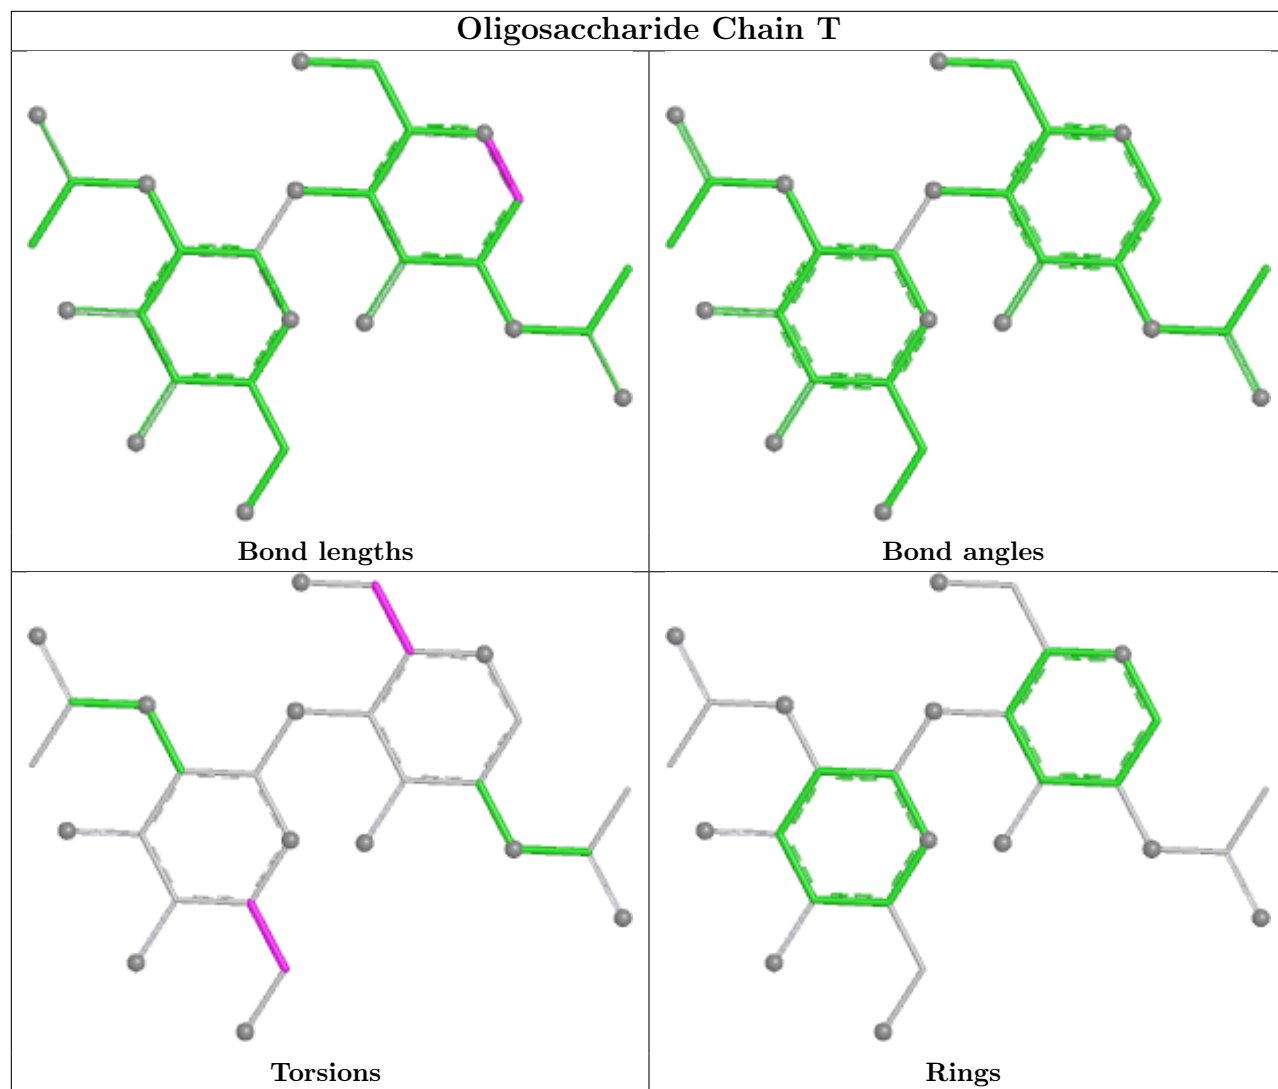 Oligosaccharide Chain T
Bond lengths
Bond angles
Torsions
Rings